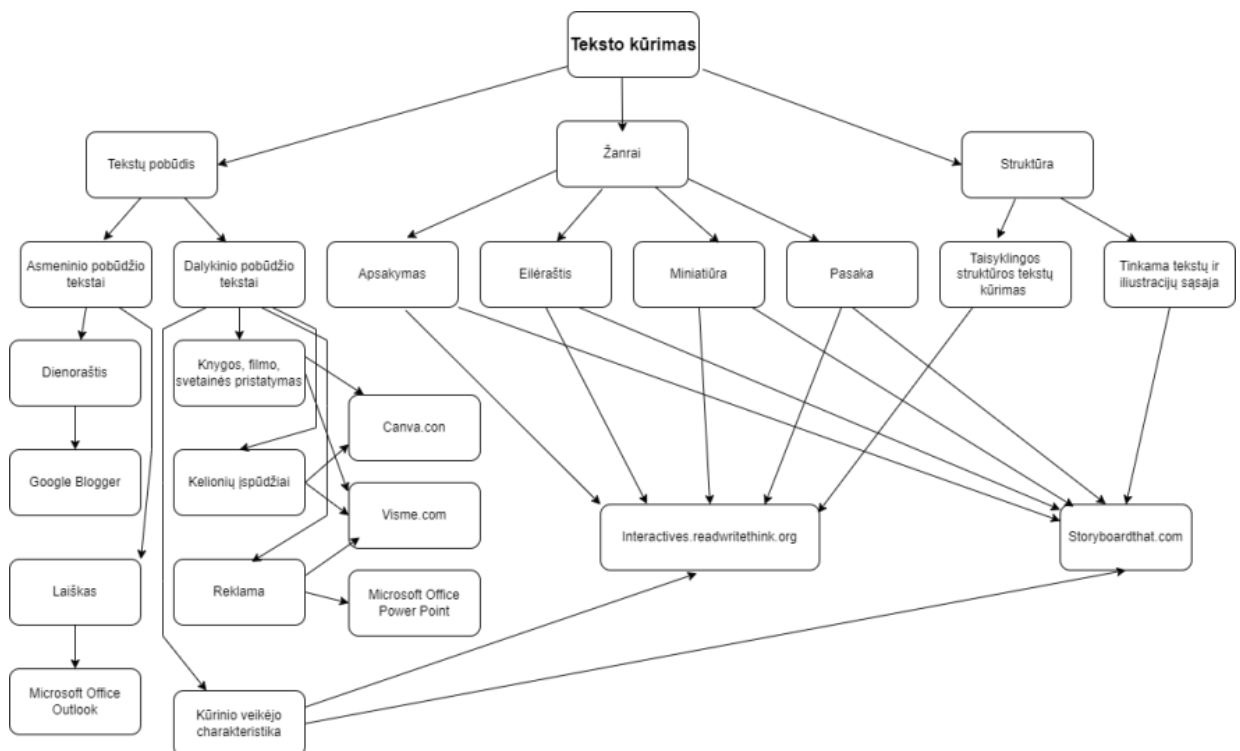 Teksto kūrimas
Tekstų pobūdis
Žanrai
Struktūra
Asmeninio pobūdžio
tekstai
Dalykinio pobūdžio
tekstai
Apsakymas
Eilėraštis
Miniatiūra
Pasaka
Taisyklingos
struktūros tekstų
kūrimas
Tinkama tekstų ir
iliustracijų sąsaja
Dienoraštis
Knygos, filmo,
svetainės pristatymas
Canva.con
Google Blogger
Kelionių įspūdžiai
Visme.com
Interactives.readwritethink.org
Storyboardthat.com
Laiškas
Reklama
Microsoft Office
Power Point
Microsoft Office
Outlook
Kūrinio veikėjo
charakteristika